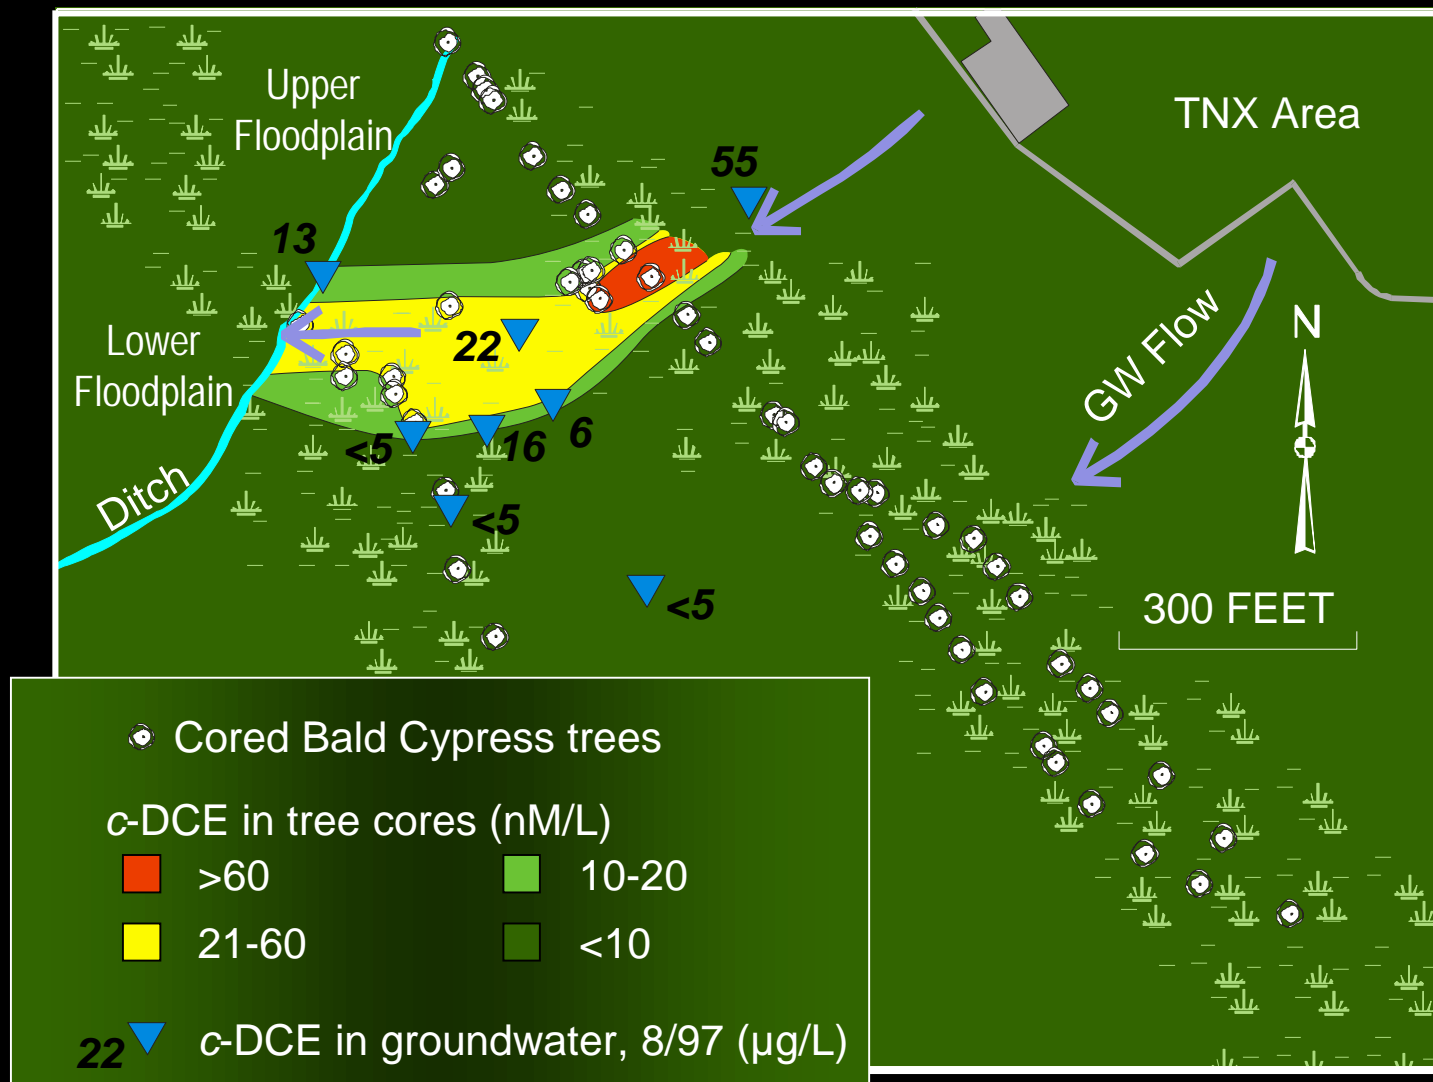 Upper
Floodplain
TNX Area
55
13
GW Flow
N
Lower
Floodplain
22
6
<5
16
Ditch
<5
<5
300 FEET
Cored Bald Cypress trees
c-DCE in tree cores (nM/L)
>60
10-20
21-60
<10
22
c-DCE in groundwater, 8/97 (µg/L)